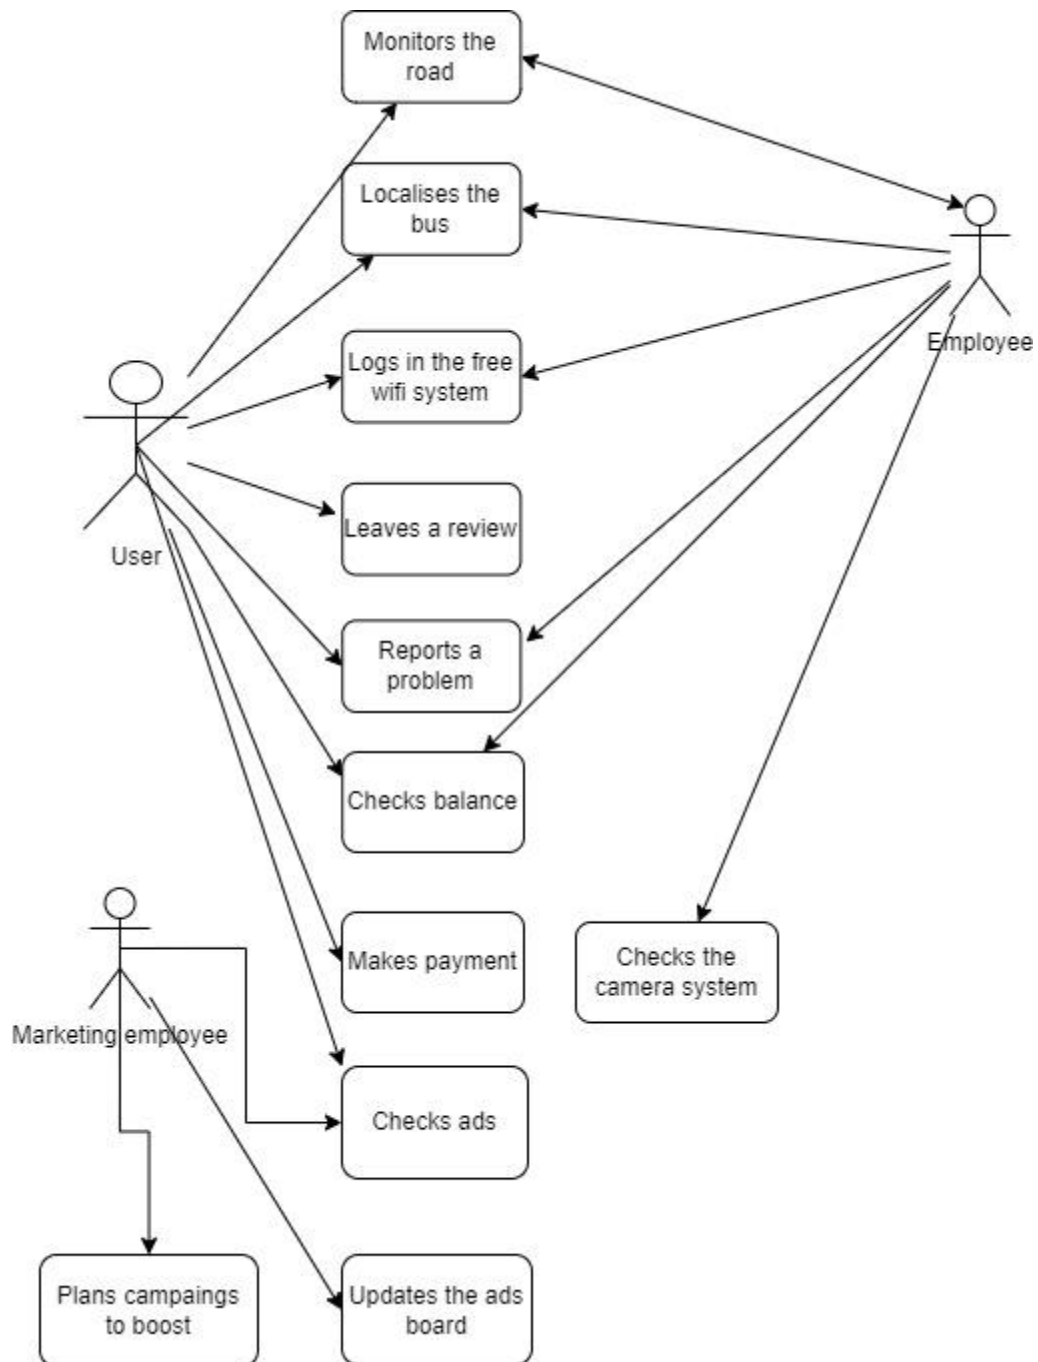 Monitors the
road
Localises the
bus
Employee
Logs in the free
wifi system
Leaves a review
User
Reports a
problem
Checks balance
Makes payment
Checks the
camera system
Marketing employee
Checks ads
Plans campaings
to boost
Updates the ads
board